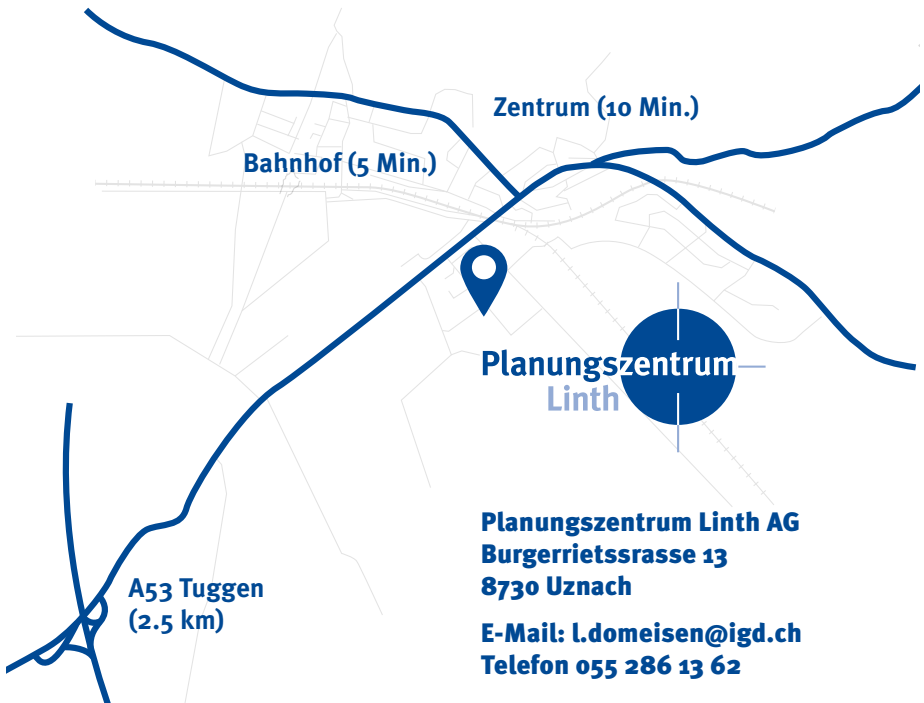 Zentrum (10 Min.)
Bahnhof (5 Min.)
Planungszentrum
Linth
A53 Tuggen
(2.5 km)
Planungszentrum Linth AG
Burgerrietssrasse 13
8730 Uznach
E-Mail: l.domeisen@igd.ch
Telefon 055 286 13 62